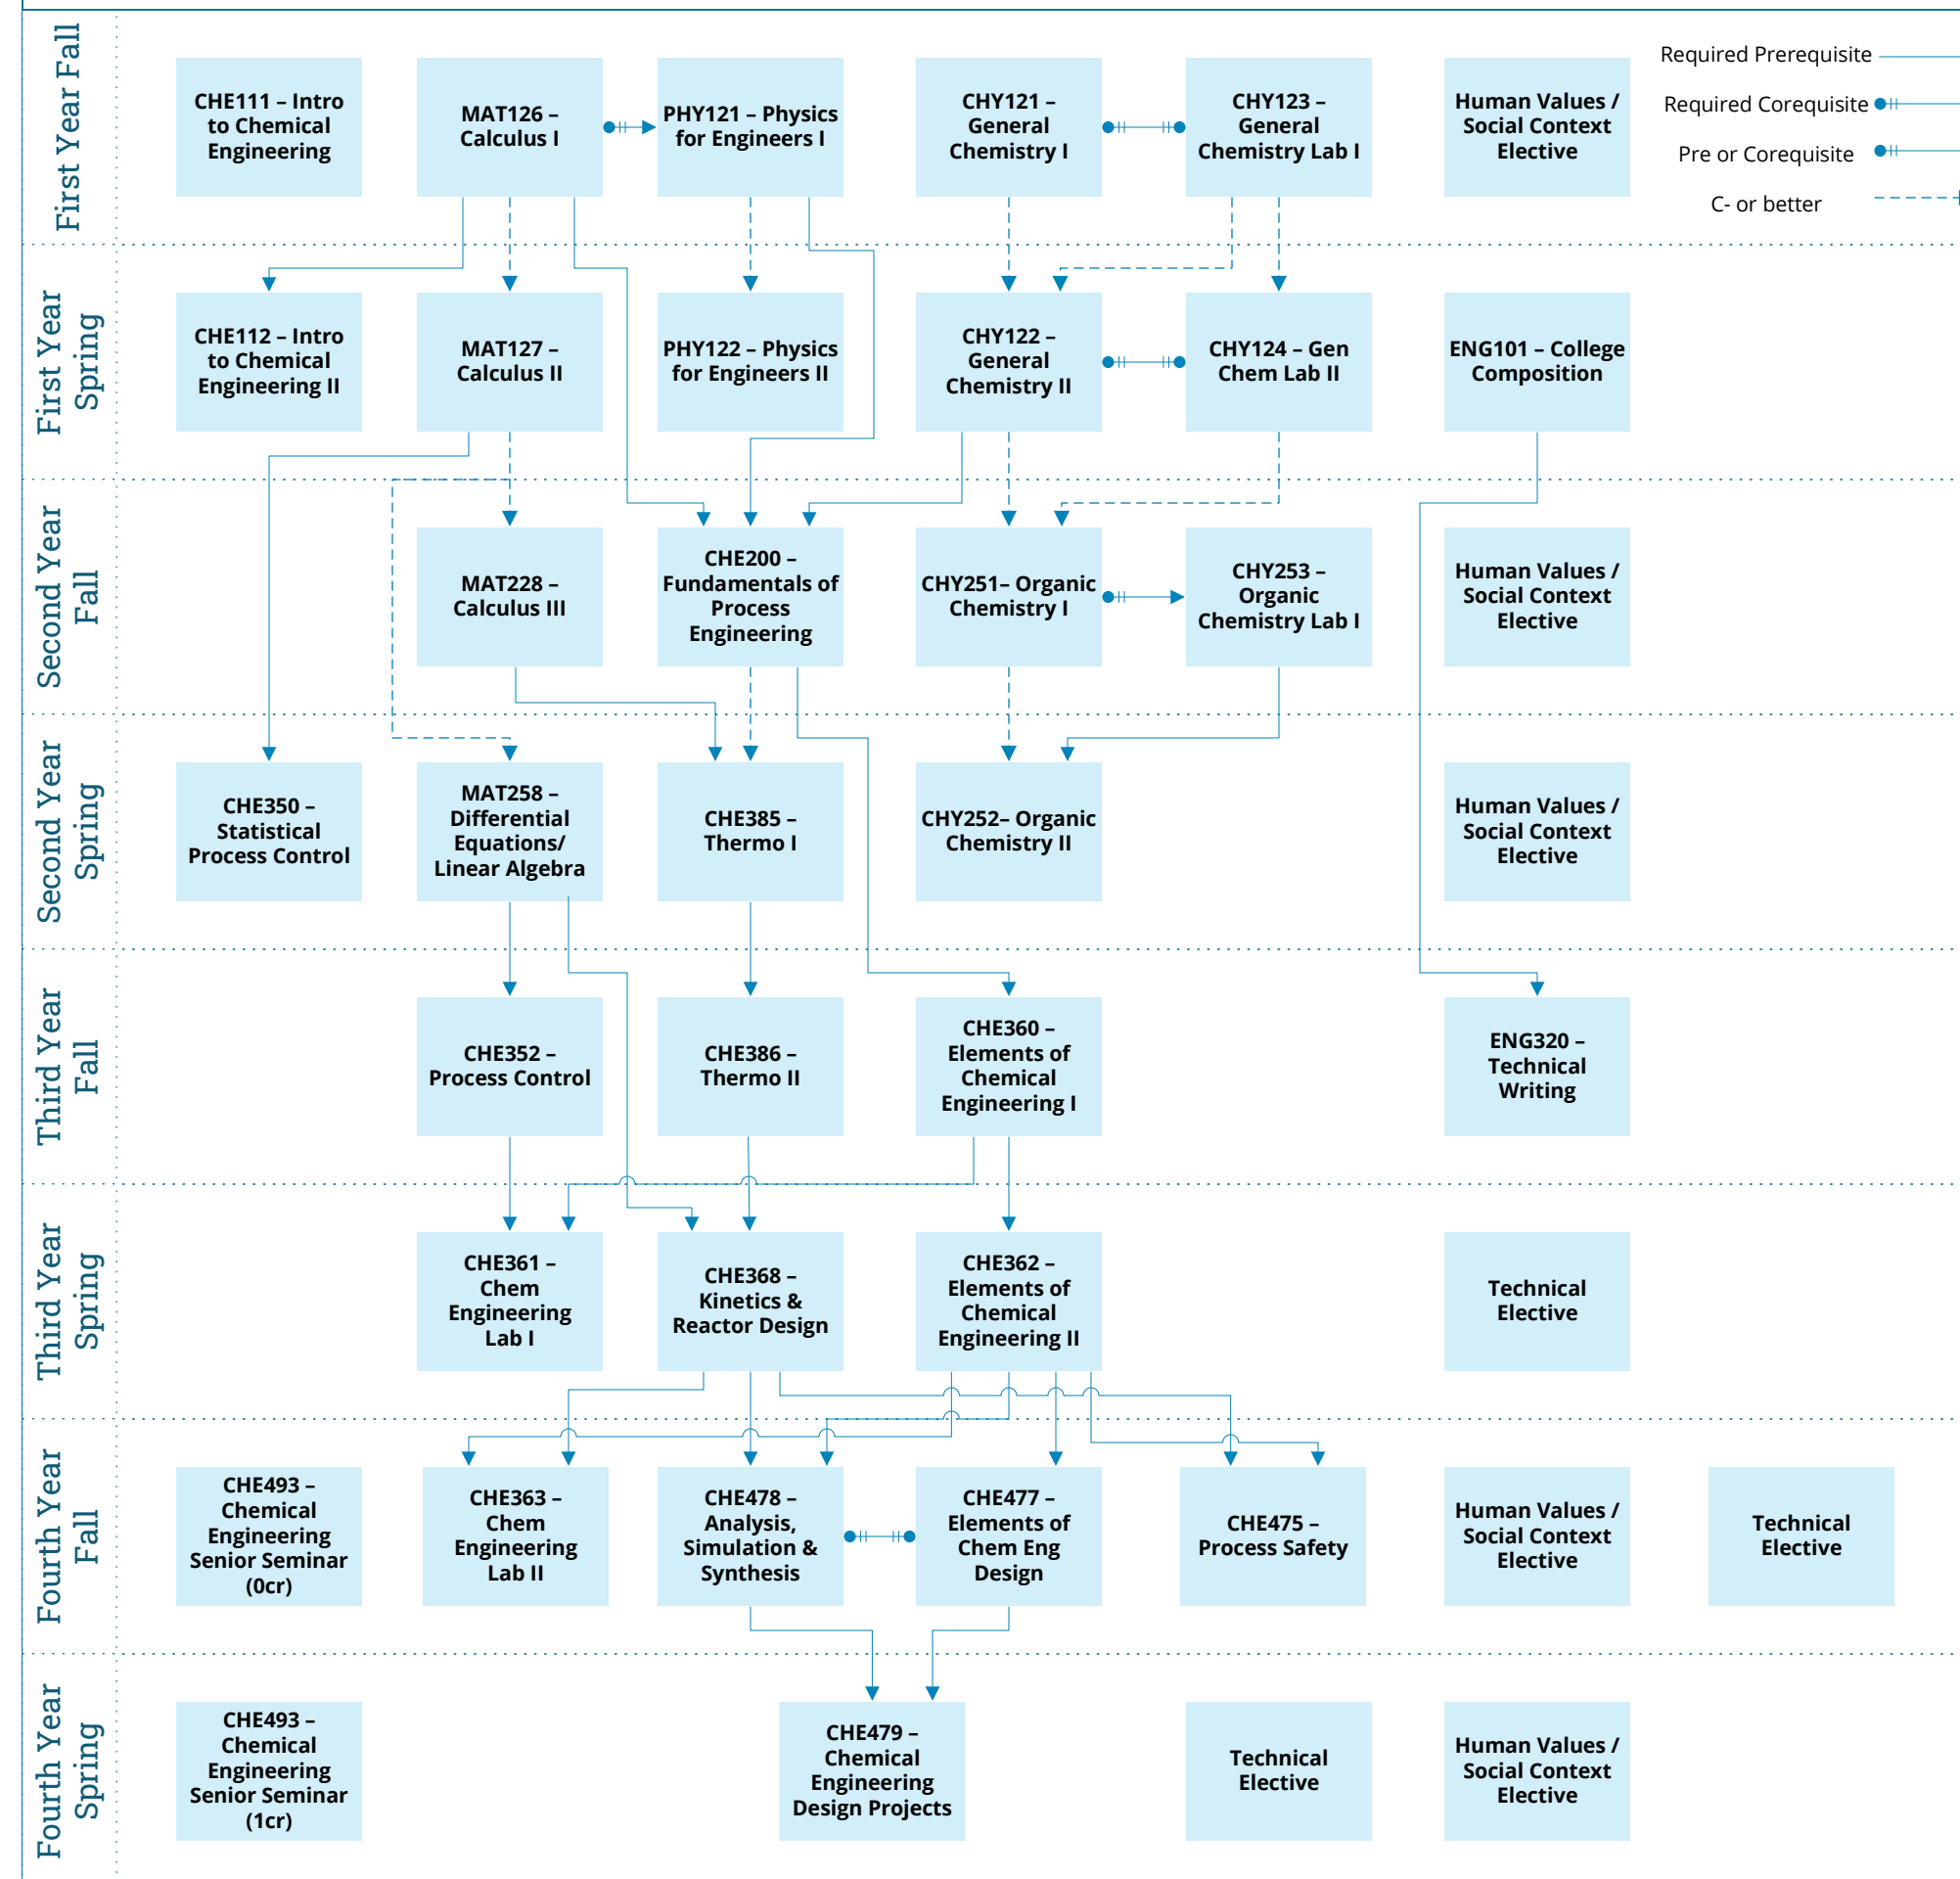 First Year Fall
CHE111 – Intro
to Chemical
Engineering
MAT126 –
Calculus I
PHY121 – Physics
for Engineers I
CHY121 –
General
Chemistry I
CHY123 –
General
Chemistry Lab I
Human Values /
Social Context
Elective
Required Prerequisite
Required Corequisite
Pre or Corequisite
C- or better
First Year
Spring
CHE112 – Intro
to Chemical
Engineering II
MAT127 –
Calculus II
PHY122 – Physics
for Engineers II
CHY122 –
General
Chemistry II
CHY124 – Gen
Chem Lab II
ENG101 – College
Composition
Second Year
Fall
MAT228 –
Calculus III
CHE200 –
Fundamentals of
Process
Engineering
CHY251– Organic
Chemistry I
CHY253 –
Organic
Chemistry Lab I
Human Values /
Social Context
Elective
Second Year
Spring
CHE350 –
Statistical
Process Control
MAT258 –
Differential
Equations/
Linear Algebra
CHE385 –
Thermo I
CHY252– Organic
Chemistry II
Human Values /
Social Context
Elective
Third Year
Fall
CHE352 –
Process Control
CHE386 –
Thermo II
CHE360 –
Elements of
Chemical
Engineering I
ENG320 –
Technical
Writing
Third Year
Spring
CHE361 –
Chem
Engineering
Lab I
CHE368 –
Kinetics &
Reactor Design
CHE362 –
Elements of
Chemical
Engineering II
Technical
Elective
Fourth Year
Fall
CHE493 –
Chemical
Engineering
Senior Seminar
(0cr)
CHE363 –
Chem
Engineering
Lab II
CHE478 –
Analysis,
Simulation &
Synthesis
CHE477 –
Elements of
Chem Eng
Design
CHE475 –
Process Safety
Human Values /
Social Context
Elective
Technical
Elective
Fourth Year
Spring
CHE493 –
Chemical
Engineering
Senior Seminar
(1cr)
CHE479 –
Chemical
Engineering
Design Projects
Technical
Elective
Human Values /
Social Context
Elective